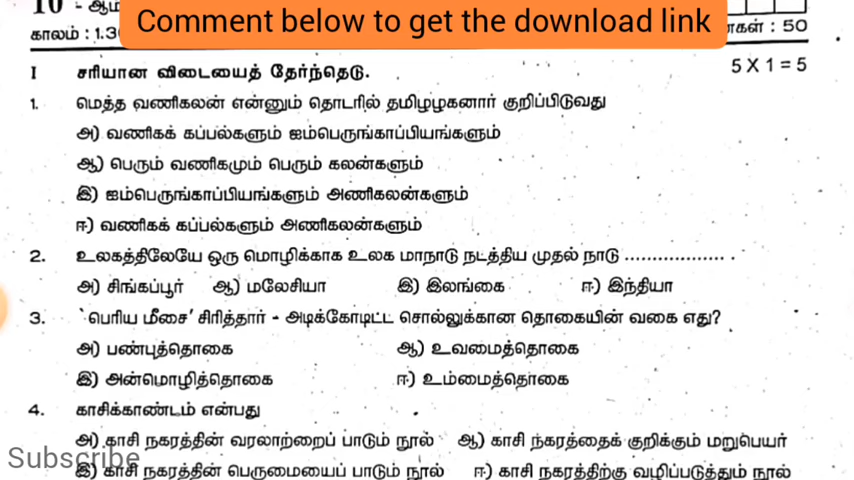 Comment below to get the download link
10 - ஆம்
காலம் : 1.30 : 50
I சரியான விடையைத் தேர்ந்தெடு. 5 X 1 = 5
1. மெத்த வணிகலன் என்னும் தொடரில் தமிழழகனார் குறிப்பிடுவது
அ) வணிகக் கப்பல்களும் ஐம்பெருங்காப்பியங்களும்
ஆ) பெரும் வணிகமும் பெரும் கலன்களும்
இ) ஐம்பெருங்காப்பியங்களும் அணிகலன்களும்
ஈ) வணிகக் கப்பல்களும் அணிகலன்களும்
2. உலகத்திலேயே ஒரு மொழிக்காக உலக மாநாடு நடத்திய முதல் நாடு .................. .
அ) சிங்கப்பூர் ஆ) மலேசியா இ) இலங்கை ஈ) இந்தியா
3. 'பெரிய மீசை' சிரித்தார் - அடிக்கோடிட்ட சொல்லுக்கான தொகையின் வகை எது?
அ) பண்புத்தொகை ஆ) உவமைத்தொகை
இ) அன்மொழித்தொகை ஈ) உம்மைத்தொகை
4. காசிக்காண்டம் என்பது
அ) காசி நகரத்தின் வரலாற்றைப் பாடும் நூல் ஆ) காசி நகரத்தைக் குறிக்கும் மறுபெயர்
இ) காசி நகரத்தின் பெருமையைப் பாடும் நூல் ஈ) காசி நகரத்திற்கு வழிப்படுத்தும் நூல்
Subscribe